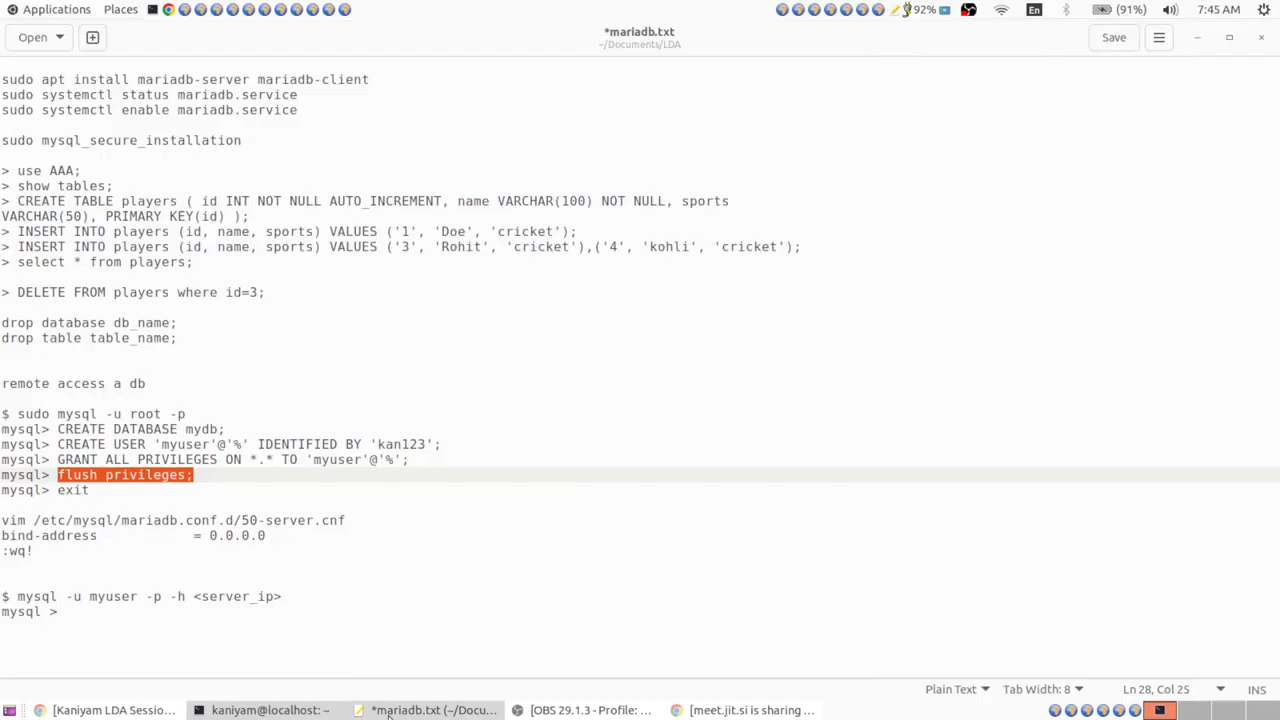 Applications Places 92% En (91%) 7:45 AM
Open *mariadb.txt Save
~/Documents/LDA
sudo apt install mariadb-server mariadb-client
sudo systemctl status mariadb.service
sudo systemctl enable mariadb.service
sudo mysql_secure_installation
> use AAA;
> show tables;
> CREATE TABLE players ( id INT NOT NULL AUTO_INCREMENT, name VARCHAR(100) NOT NULL, sports
VARCHAR(50), PRIMARY KEY(id) );
> INSERT INTO players (id, name, sports) VALUES ('1', 'Doe', 'cricket');
> INSERT INTO players (id, name, sports) VALUES ('3', 'Rohit', 'cricket'),('4', 'kohli', 'cricket');
> select * from players;
> DELETE FROM players where id=3;
drop database db_name;
drop table table_name;
remote access a db
$ sudo mysql -u root -p
mysql> CREATE DATABASE mydb;
mysql> CREATE USER 'myuser'@'%' IDENTIFIED BY 'kan123';
mysql> GRANT ALL PRIVILEGES ON *.* TO 'myuser'@'%';
mysql> flush privileges;
mysql> exit
vim /etc/mysql/mariadb.conf.d/50-server.cnf
bind-address            = 0.0.0.0
:wq!
$ mysql -u myuser -p -h <server_ip>
mysql >
Plain Text Tab Width: 8 Ln 28, Col 25 INS
[Kaniyam LDA Sessio... kaniyam@localhost: ~ *mariadb.txt (~/Docu... [OBS 29.1.3 - Profile: ... [meet.jit.si is sharing ...